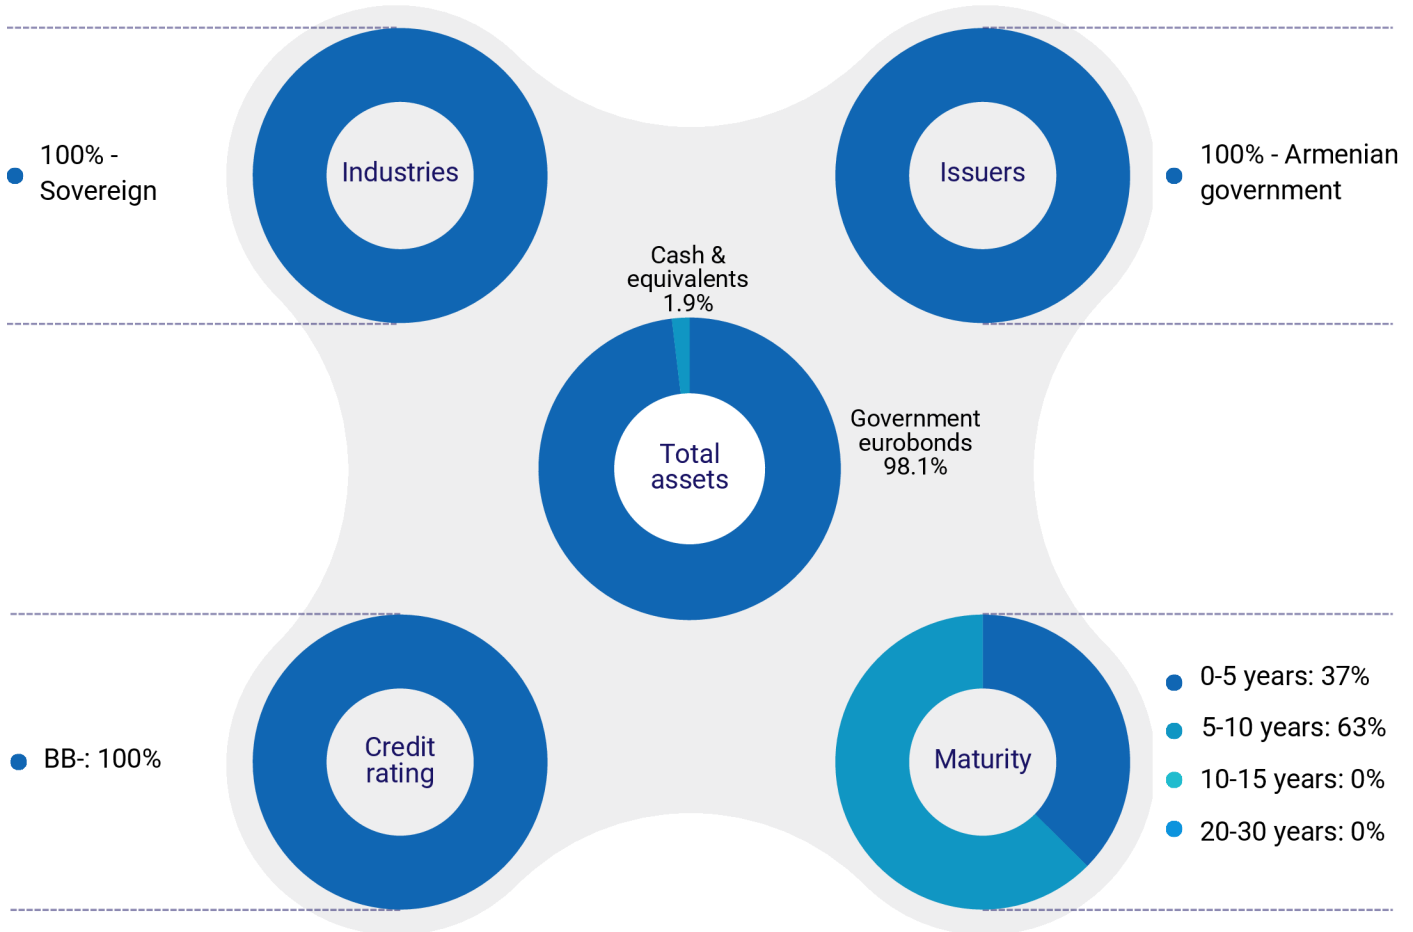 100% -
Sovereign
Industries
Issuers
100% - Armenian
government
Cash &
equivalents
1.9%
Total
assets
Government
eurobonds
98.1%
BB-: 100%
Credit
rating
Maturity
0-5 years: 37%
5-10 years: 63%
10-15 years: 0%
20-30 years: 0%